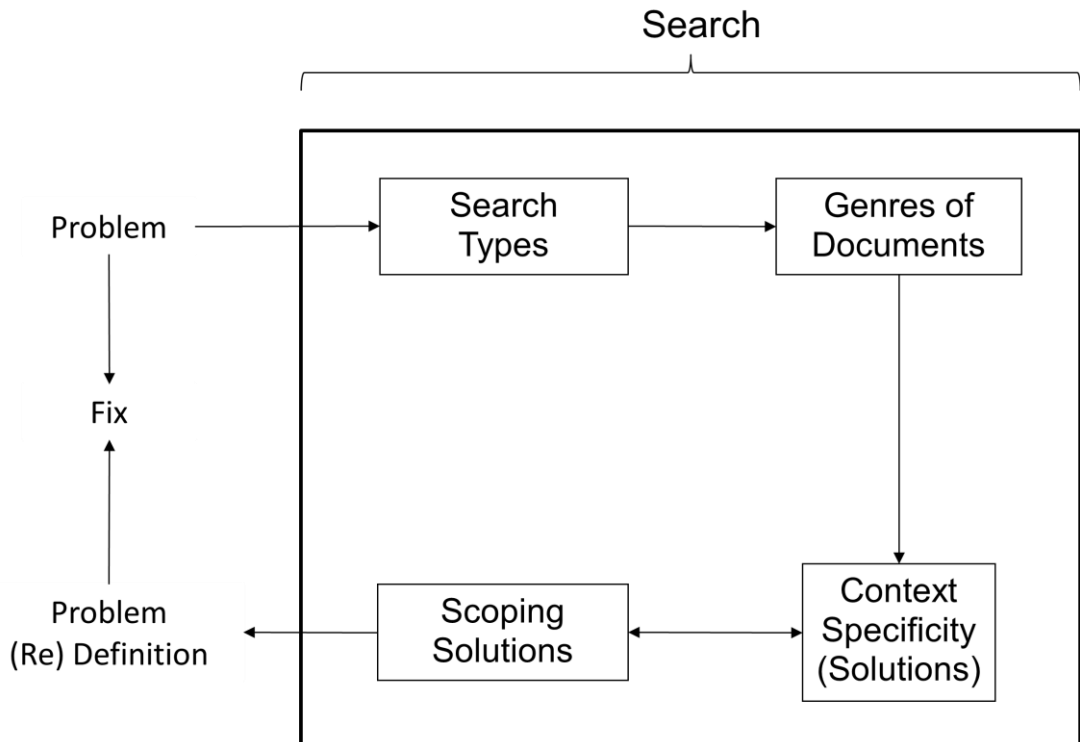 Search
Search
Types
Genres of
Documents
Problem
Fix
Problem
(Re) Definition
Scoping
Solutions
Context
Specificity
(Solutions)